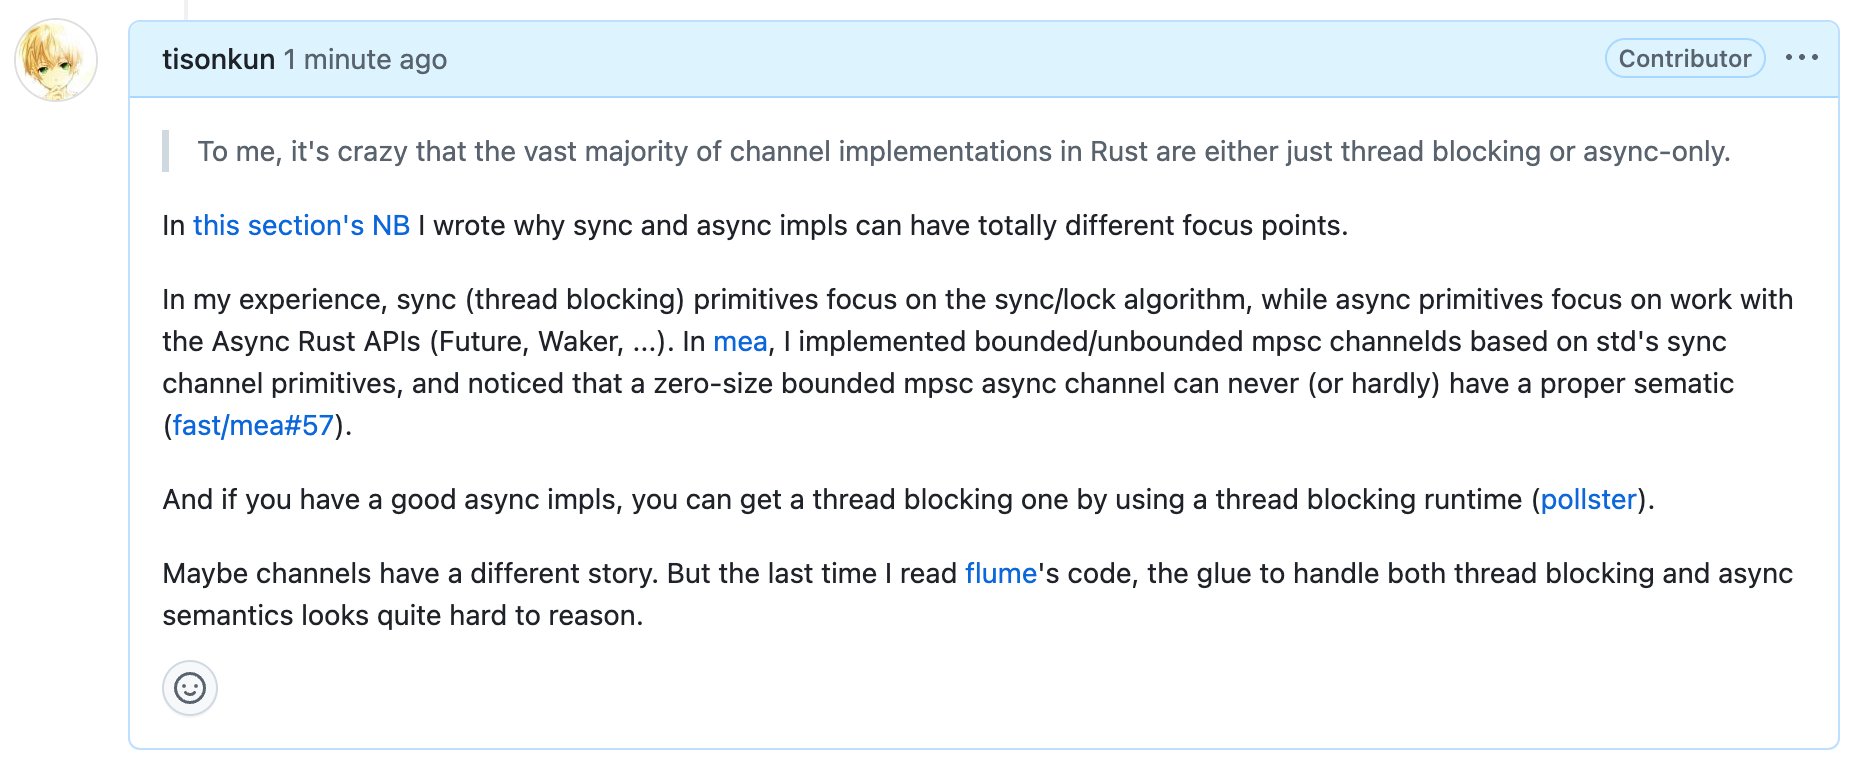 tisonkun 1 minute ago
Contributor
To me, it's crazy that the vast majority of channel implementations in Rust are either just thread blocking or async-only.
In this section's NB I wrote why sync and async impls can have totally different focus points.
In my experience, sync (thread blocking) primitives focus on the sync/lock algorithm, while async primitives focus on work with
the Async Rust APIs (Future, Waker, ...). In mea, I implemented bounded/unbounded mpsc channelds based on std's sync
channel primitives, and noticed that a zero-size bounded mpsc async channel can never (or hardly) have a proper sematic
(fast/mea#57).
And if you have a good async impls, you can get a thread blocking one by using a thread blocking runtime (pollster).
Maybe channels have a different story. But the last time I read flume's code, the glue to handle both thread blocking and async
semantics looks quite hard to reason.